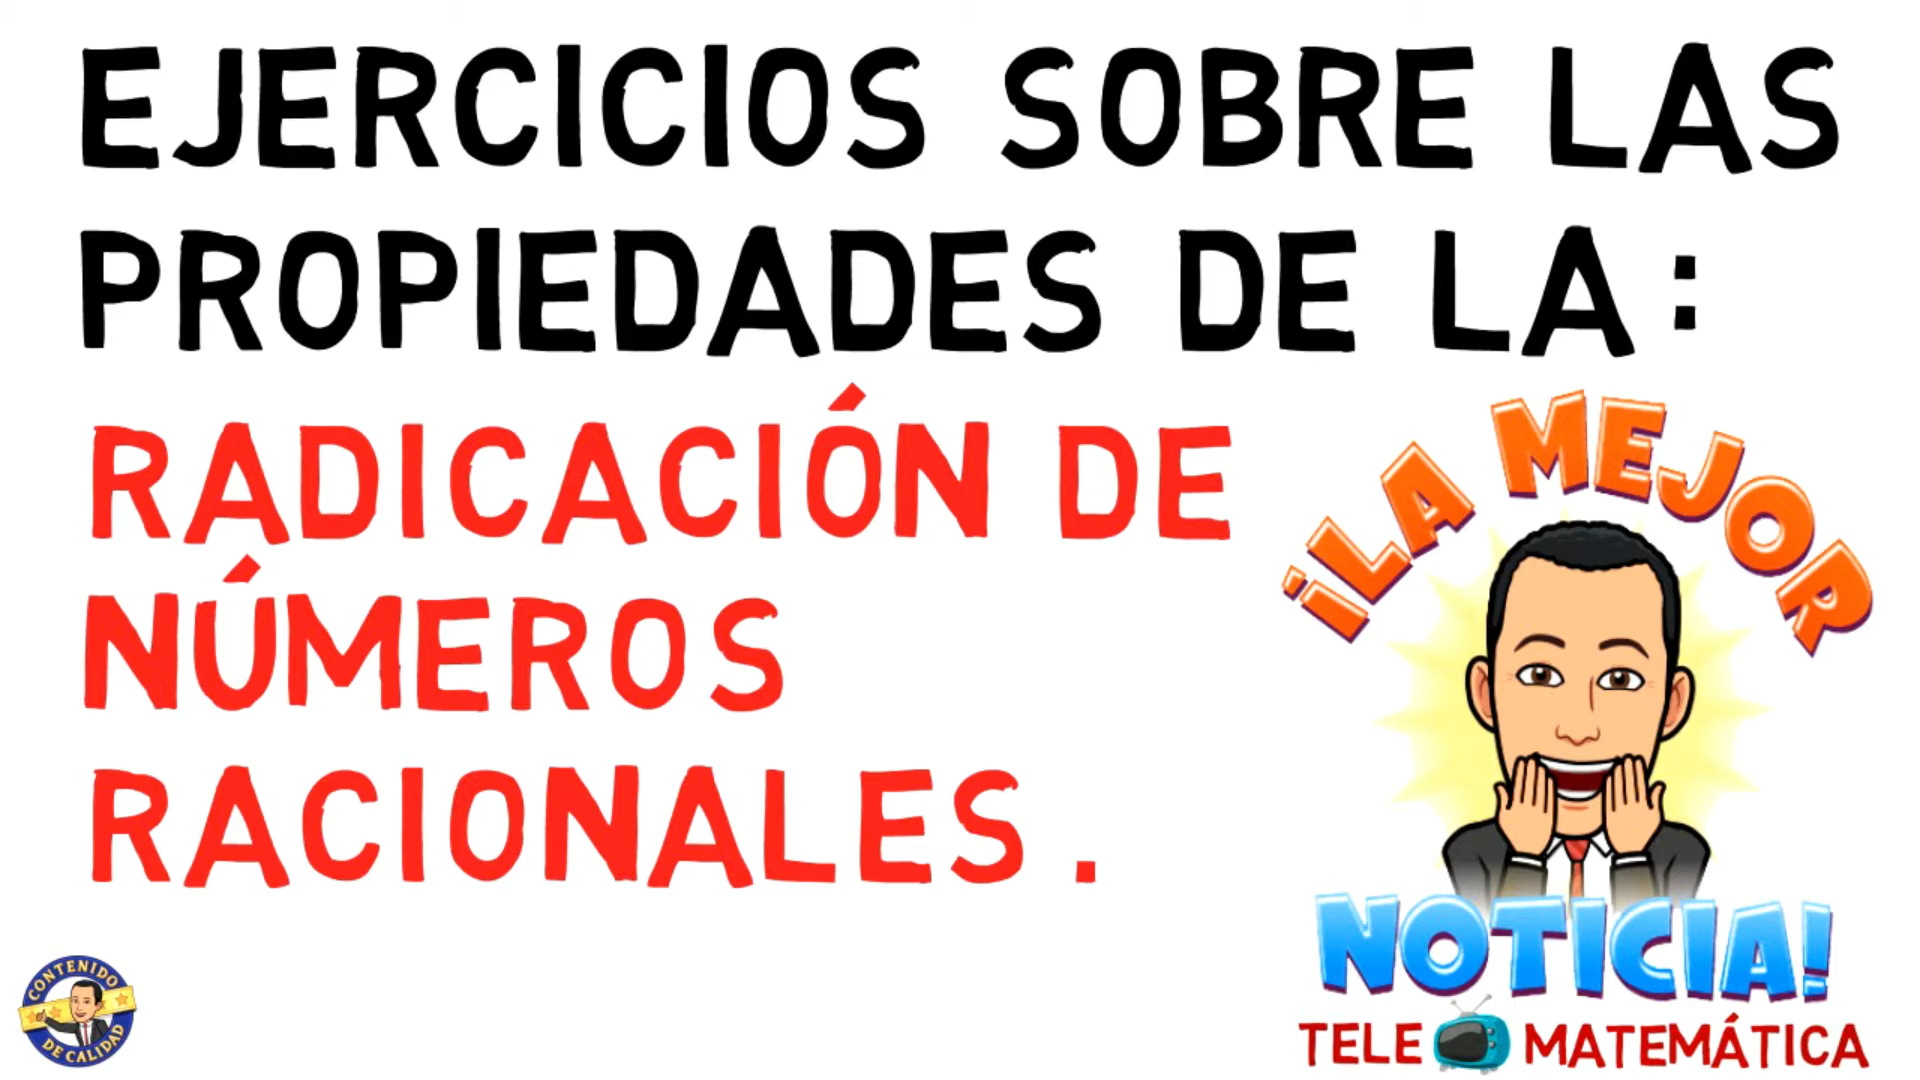 EJERCICIOS SOBRE LAS
PROPIEDADES DE LA:
RADICACIÓN DE
NÚMEROS
RACIONALES.
¡LA MEJOR
NOTICIA!
TELE MATEMÁTICA
CONTENIDO
DE CALIDAD